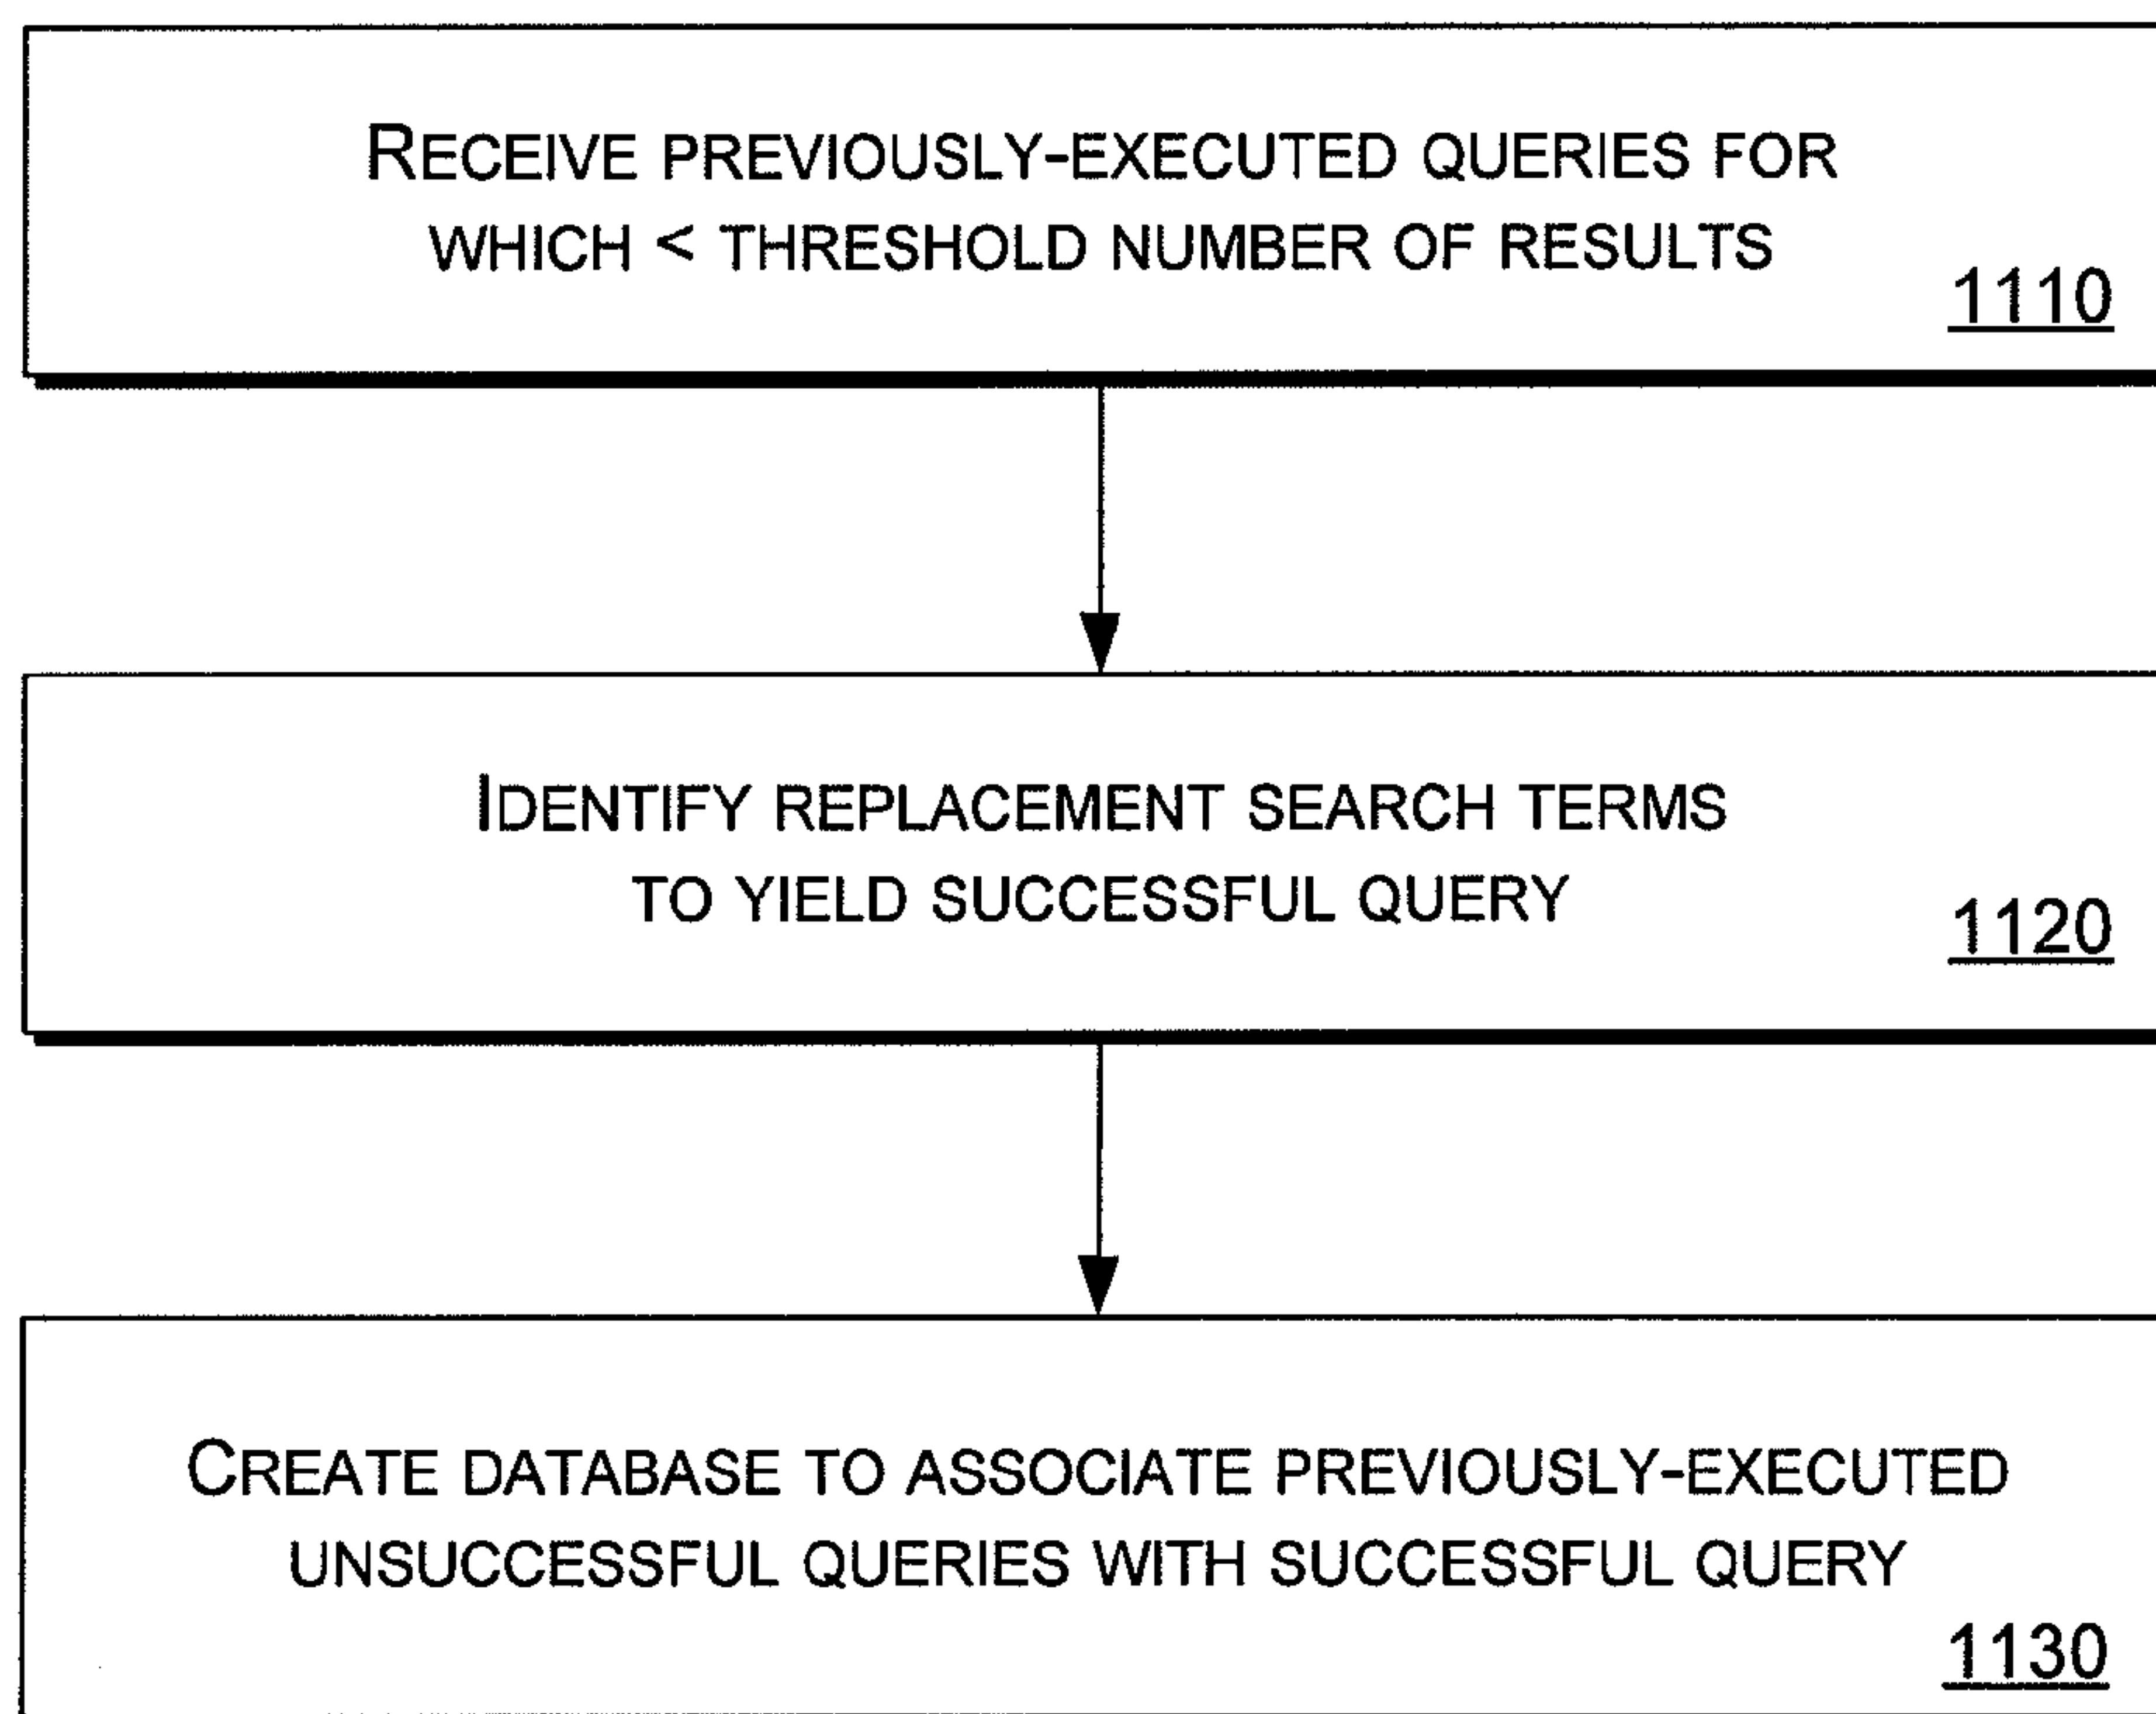 RECEIVE PREVIOUSLY-EXECUTED QUERIES FOR
WHICH < THRESHOLD NUMBER OF RESULTS
1110
IDENTIFY REPLACEMENT SEARCH TERMS
TO YIELD SUCCESSFUL QUERY
1120
CREATE DATABASE TO ASSOCIATE PREVIOUSLY-EXECUTED
UNSUCCESSFUL QUERIES WITH SUCCESSFUL QUERY
1130